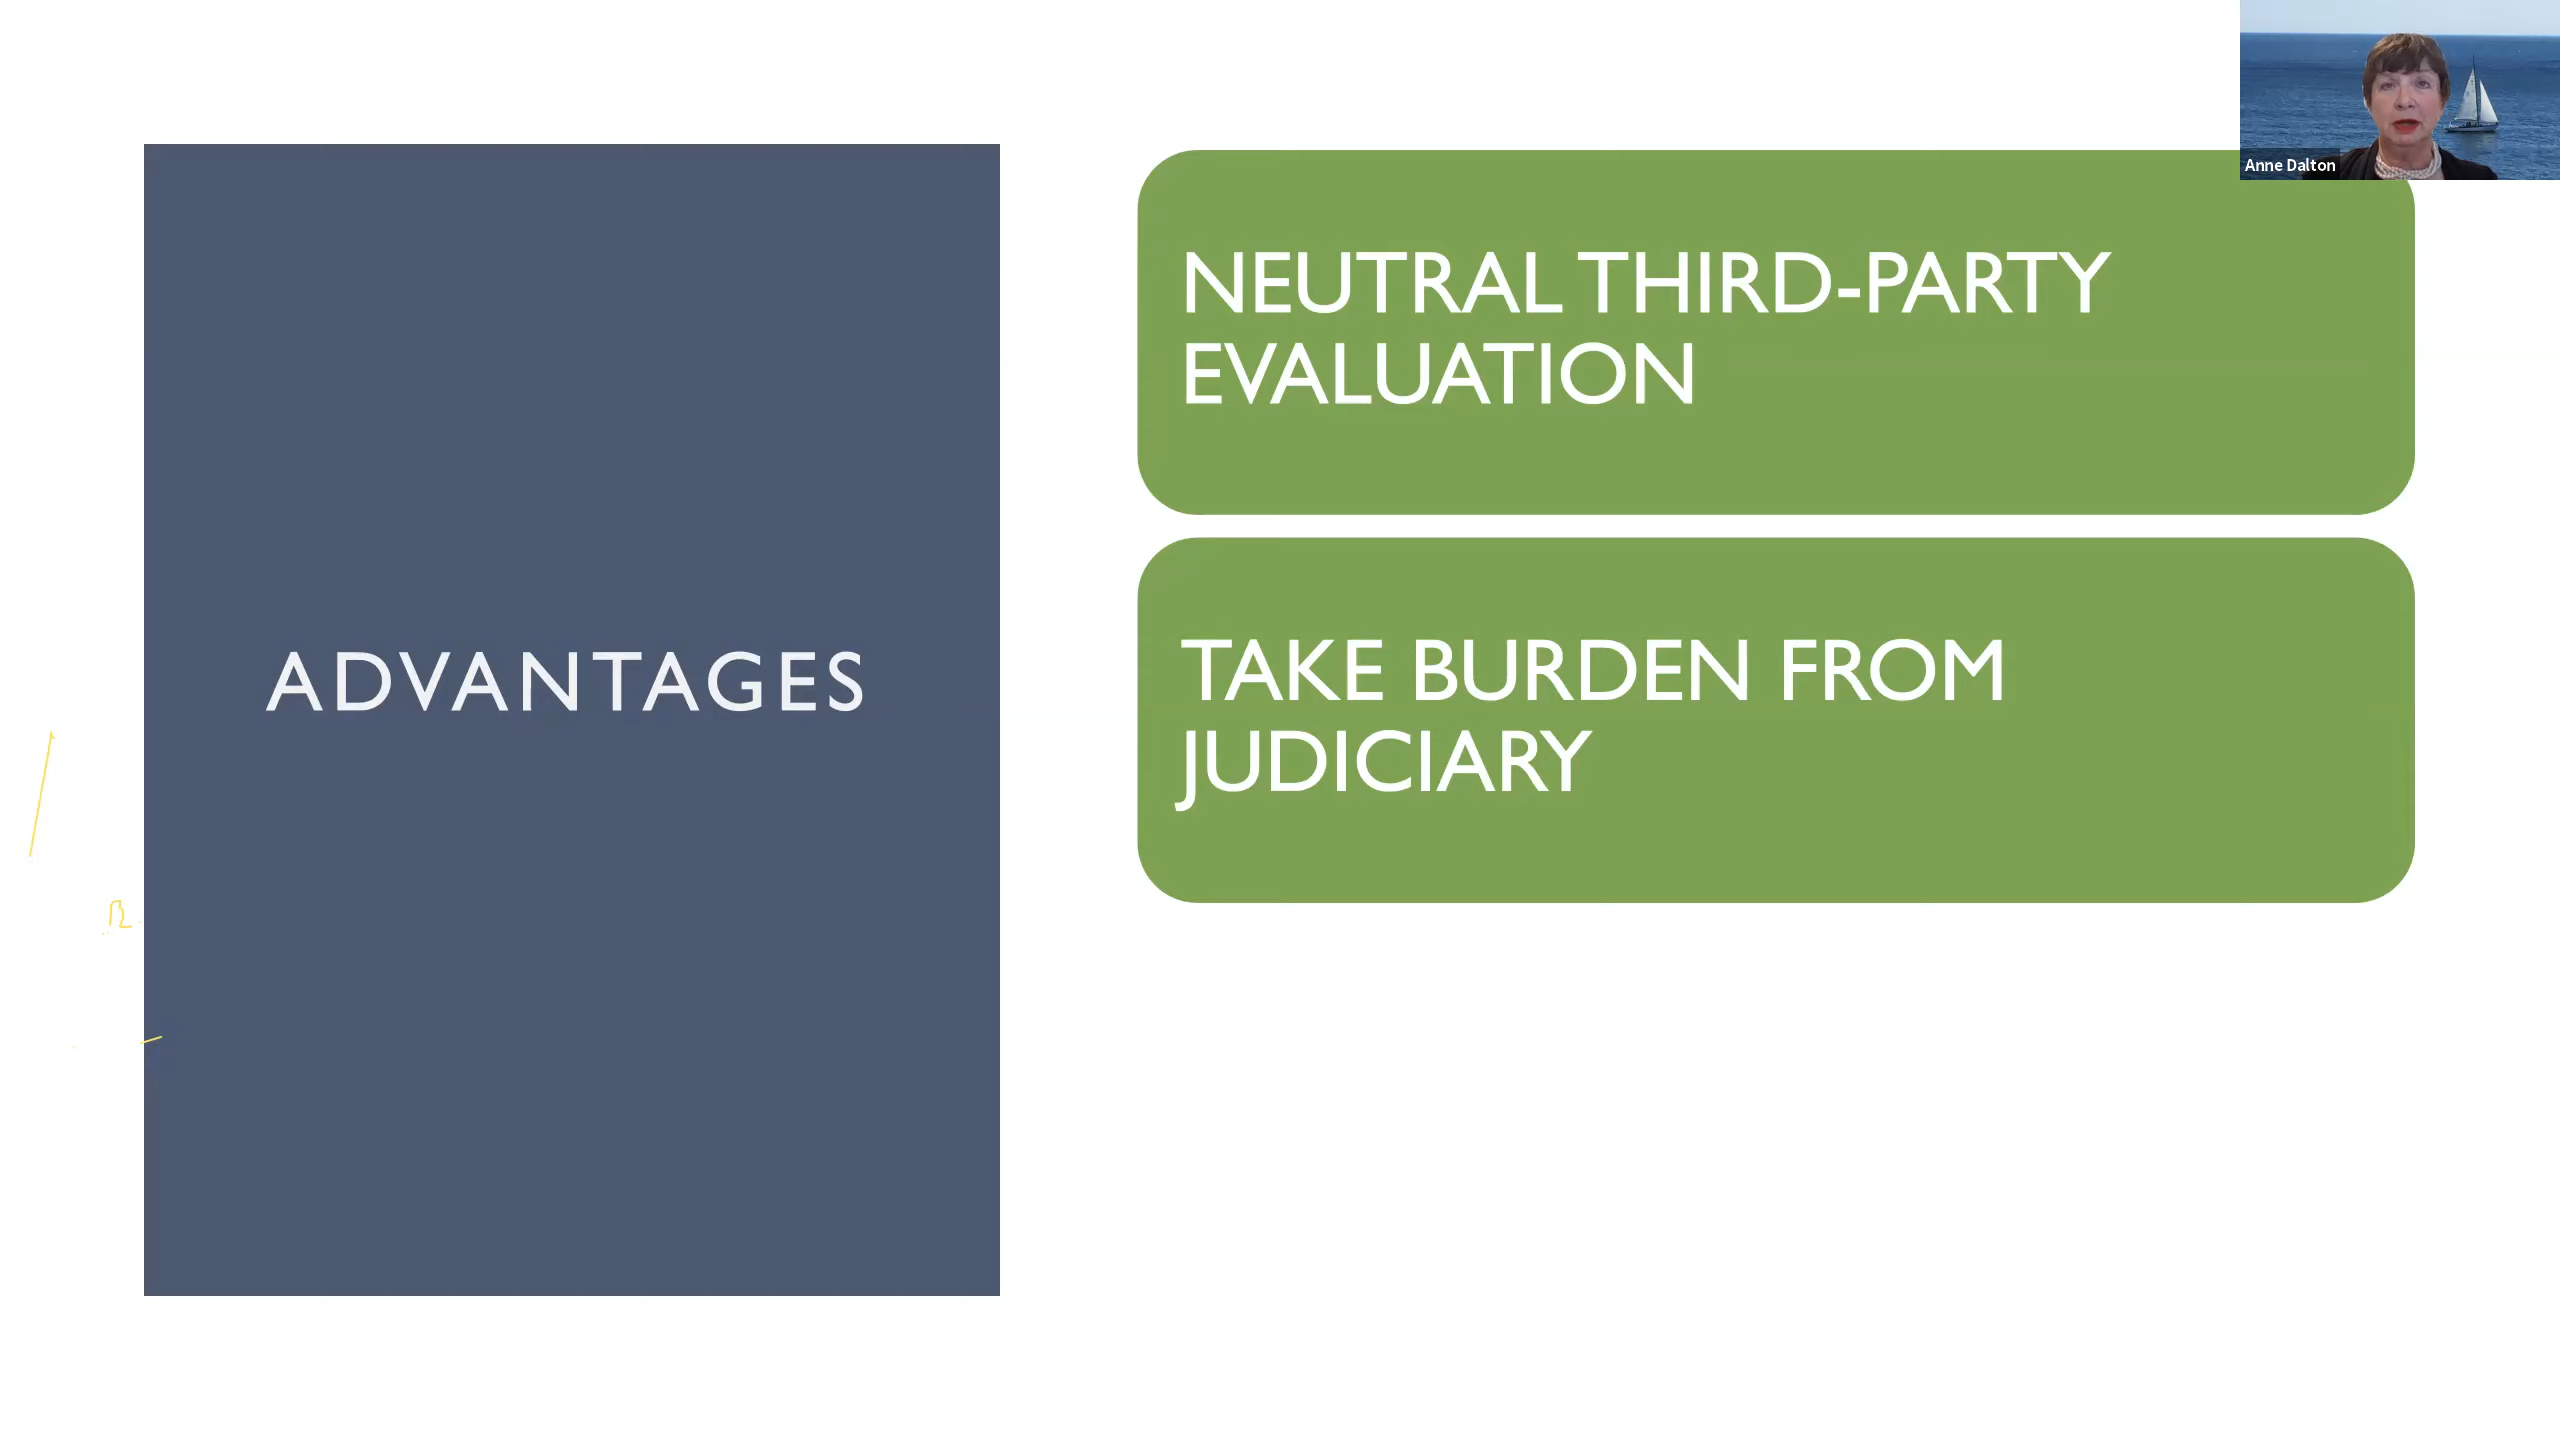 Anne Dalton
ADVANTAGES
NEUTRAL THIRD-PARTY
EVALUATION
TAKE BURDEN FROM
JUDICIARY